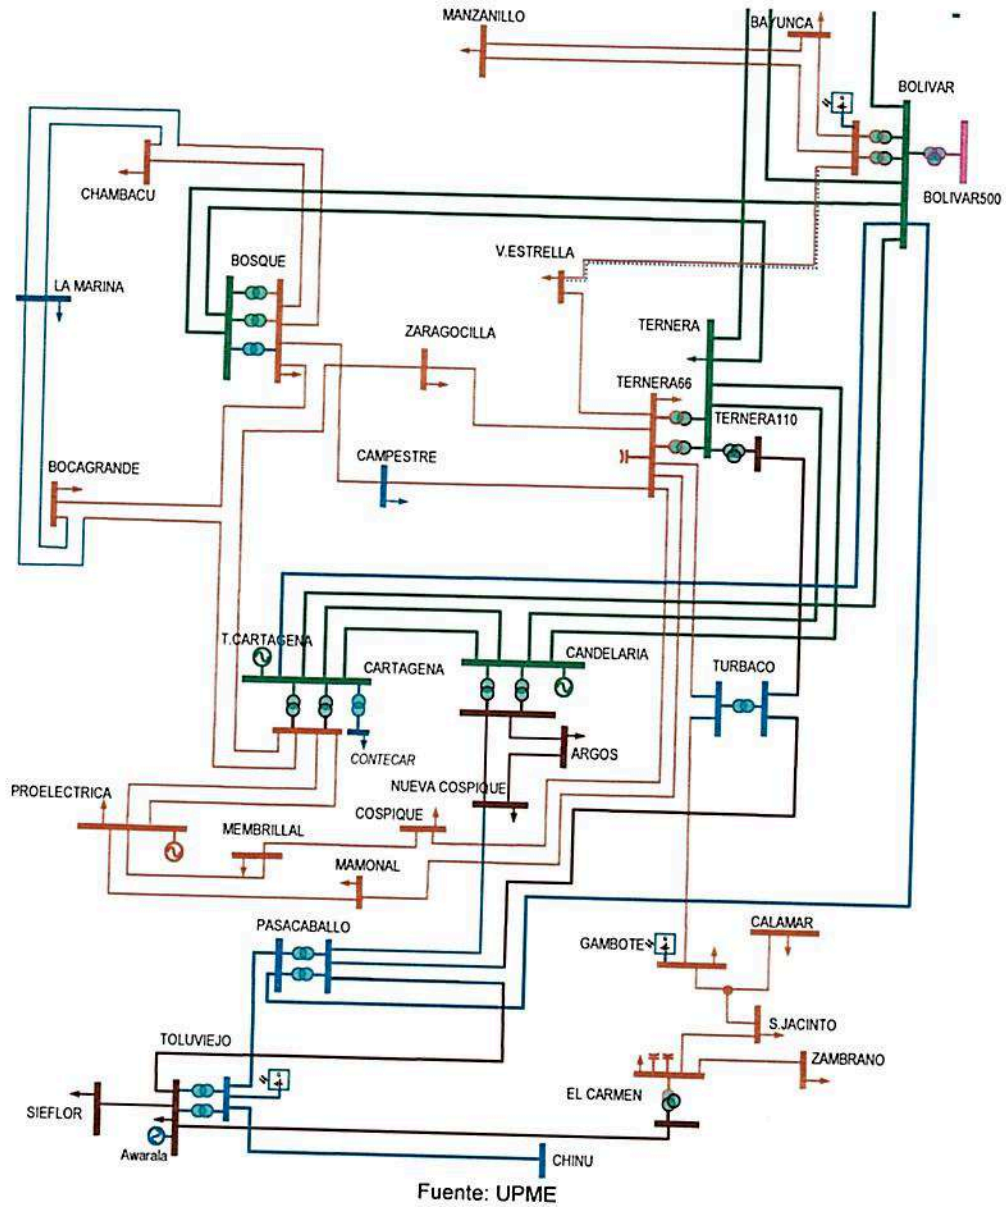 MANZANILLO
BAYUNCA
BOLIVAR
BOLIVAR500
CHAMBACU
V.ESTRELLA
BOSQUE
LA MARINA
ZARAGOCILLA
TERNERA
TERNERA66
TERNERA110
BOCAGRANDE
CAMPESTRE
T.CARTAGENA
CARTAGENA
CANDELARIA
TURBACO
CONTECAR
ARGOS
NUEVA COSPIQUE
PROELECTRICA
COSPIQUE
MEMBRILLAL
MAMONAL
PASACABALLO
GAMBOTE
CALAMAR
S.JACINTO
TOLUVIEJO
ZAMBRANO
EL CARMEN
SIEFLOR
Awarala
CHINU
Fuente: UPME